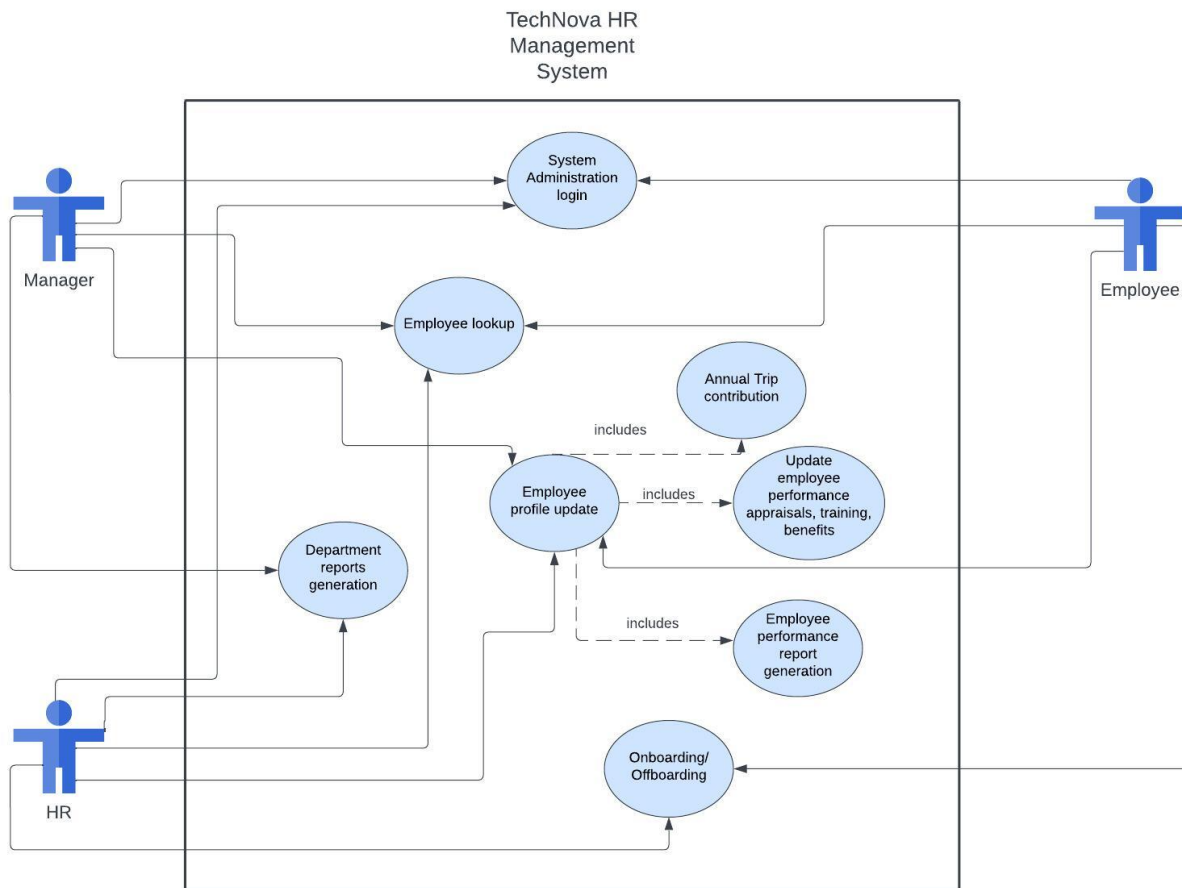 TechNova HR
Management
System
System
Administration
login
Manager
Employee
Employee lookup
Annual Trip
contribution
includes
Update
employee
performance
appraisals, training,
benefits
Employee
profile update
includes
Department
reports
generation
includes
Employee
performance
report
generation
Onboarding/
Offboarding
HR